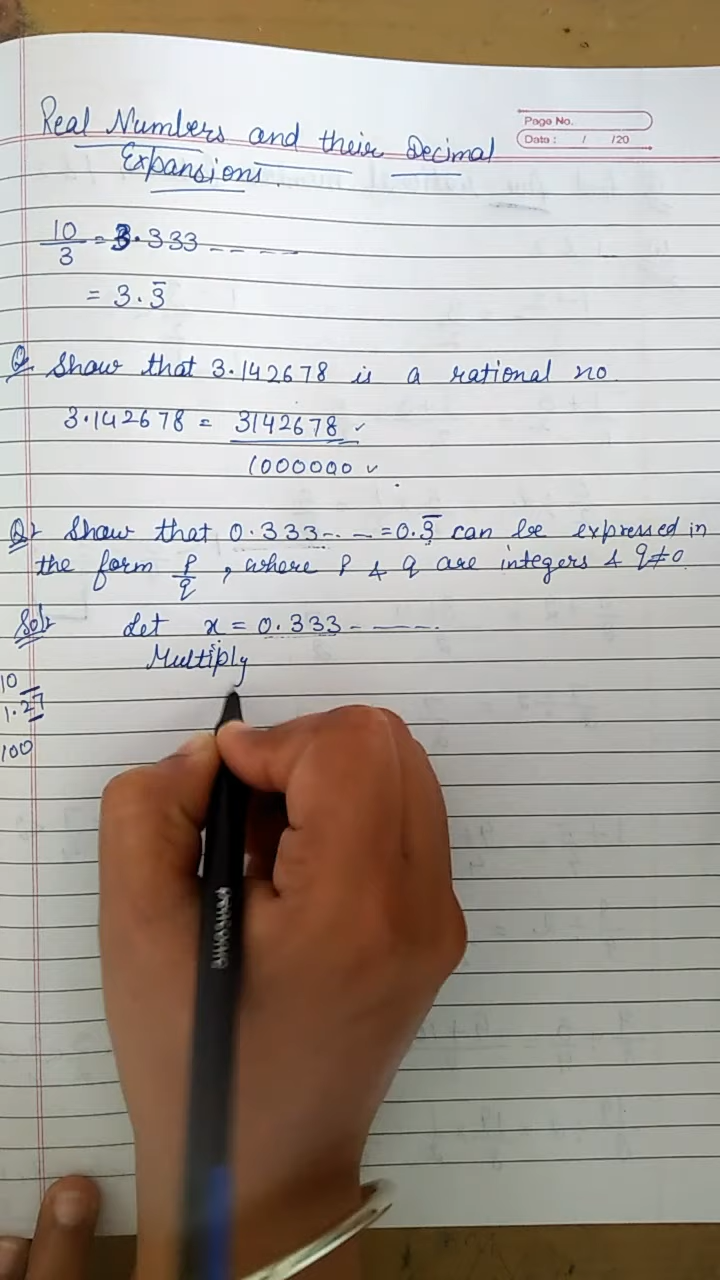 Real Numbers and their Decimal
Expansions.
Page No.
Date : / /20
10/3 = 3.333 -----
= 3.3̄
Q. Show that 3.142678 is a rational no.
3.142678 = 3142678 ✓
1000000 ✓
Q2 Show that 0.333--- = 0.3̄ can be expressed in
the form p/q, where p & q are integers & q≠0
Sol:- Let x = 0.333-----.
Multiply
10
1.27
100